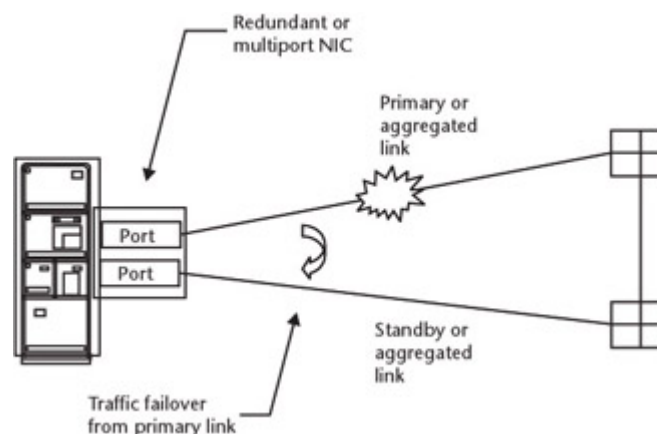 Redundant or
multiport NIC
Primary or
aggregated
link
Port
Port
Standby or
aggregated
link
Traffic failover
from primary link